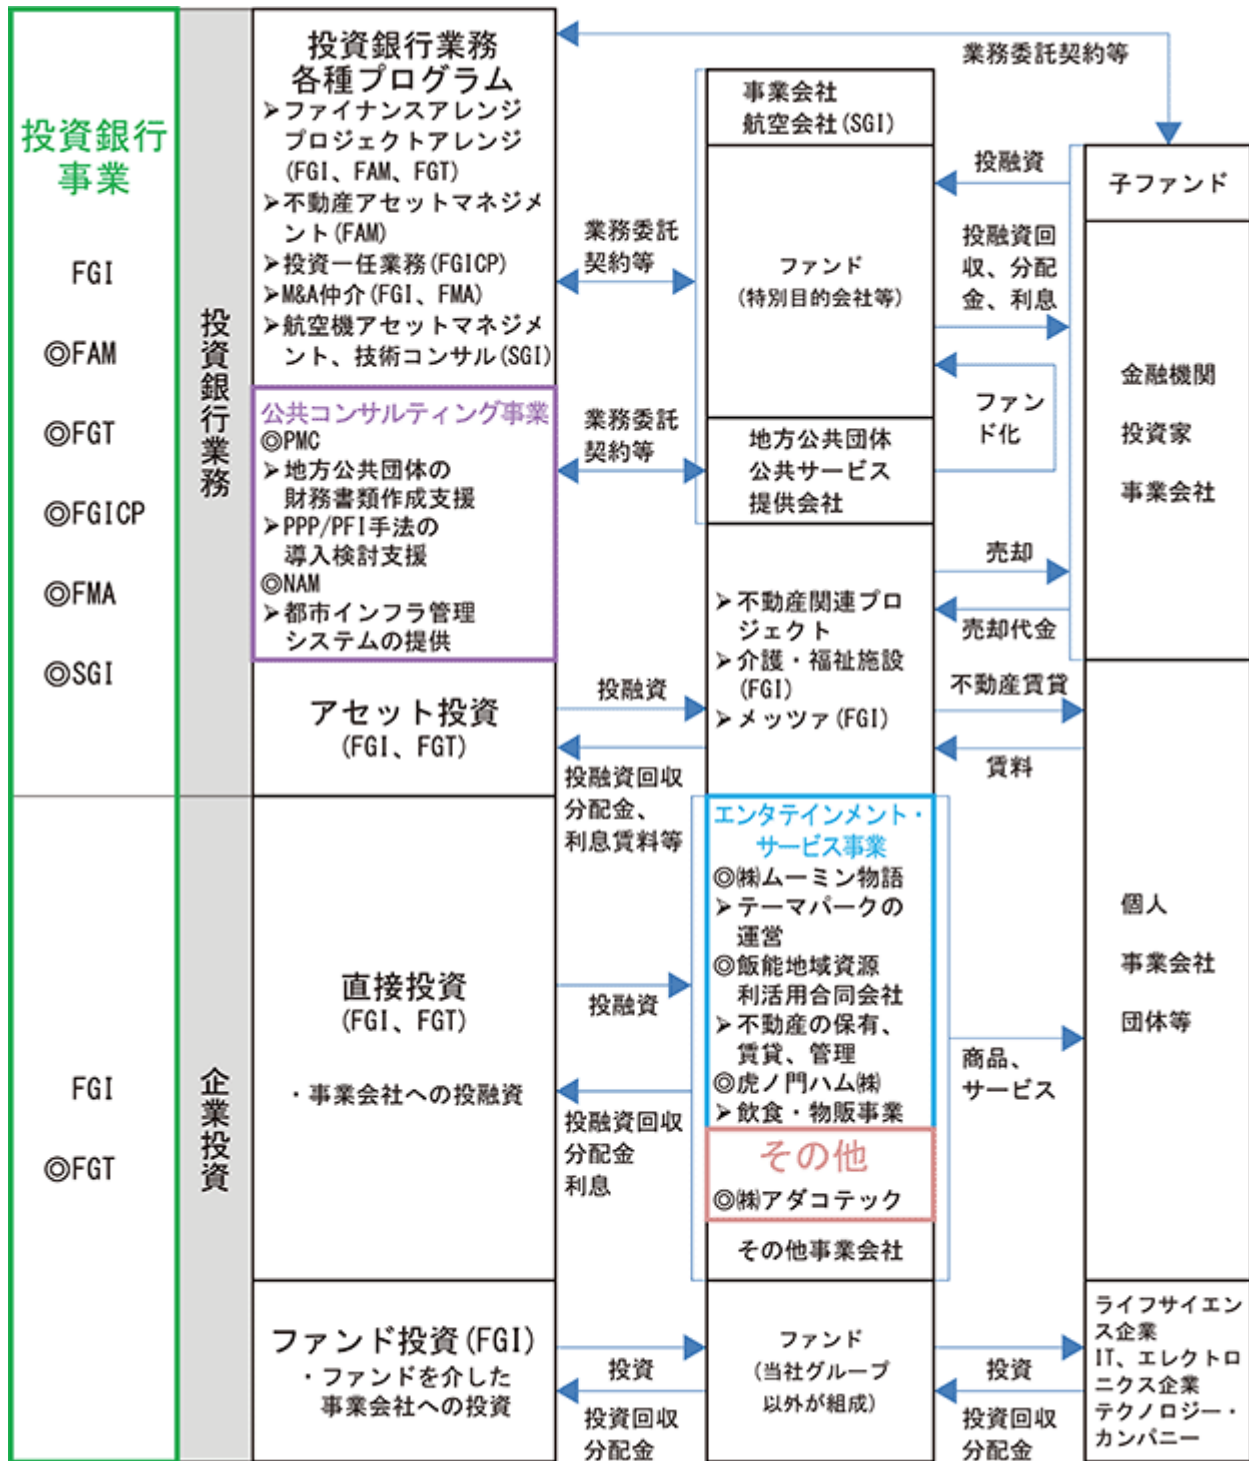 投資銀行
事業
FGI
◎FAM
◎FGT
◎FGICP
◎FMA
◎SGI
FGI
◎FGT
投資銀行業務
企業投資
投資銀行業務
各種プログラム
➢ファイナンスアレンジ
プロジェクトアレンジ
(FGI、FAM、FGT)
➢不動産アセットマネジメ
ント(FAM)
➢投資一任業務(FGICP)
➢M&A仲介(FGI、FMA)
➢航空機アセットマネジメ
ント、技術コンサル(SGI)
公共コンサルティング事業
◎PMC
➢地方公共団体の
財務書類作成支援
➢PPP/PFI手法の
導入検討支援
◎NAM
➢都市インフラ管理
システムの提供
アセット投資
(FGI、FGT)
直接投資
(FGI、FGT)
・事業会社への投融資
ファンド投資(FGI)
・ファンドを介した
事業会社への投資
業務委託
契約等
業務委託
契約等
投融資
投融資回収
分配金、
利息賃料等
投融資
投融資回収
分配金
利息
投資
投資回収
分配金
事業会社
航空会社(SGI)
ファンド
(特別目的会社等)
地方公共団体
公共サービス
提供会社
➢不動産関連プロ
ジェクト
➢介護・福祉施設
(FGI)
➢メッツァ(FGI)
エンタテインメント・
サービス事業
◎㈱ムーミン物語
➢テーマパークの
運営
◎飯能地域資源
利活用合同会社
➢不動産の保有、
賃貸、管理
◎虎ノ門ハム㈱
➢飲食・物販事業
その他
◎㈱アダコテック
その他事業会社
ファンド
(当社グループ
以外が組成)
業務委託契約等
投融資
投融資回
収、分配
金、利息
ファン
ド化
売却
売却代金
不動産賃貸
賃料
商品、
サービス
投資
投資回収
分配金
子ファンド
金融機関
投資家
事業会社
個人
事業会社
団体等
ライフサイエン
ス企業
IT、エレクトロ
ニクス企業
テクノロジー・
カンパニー